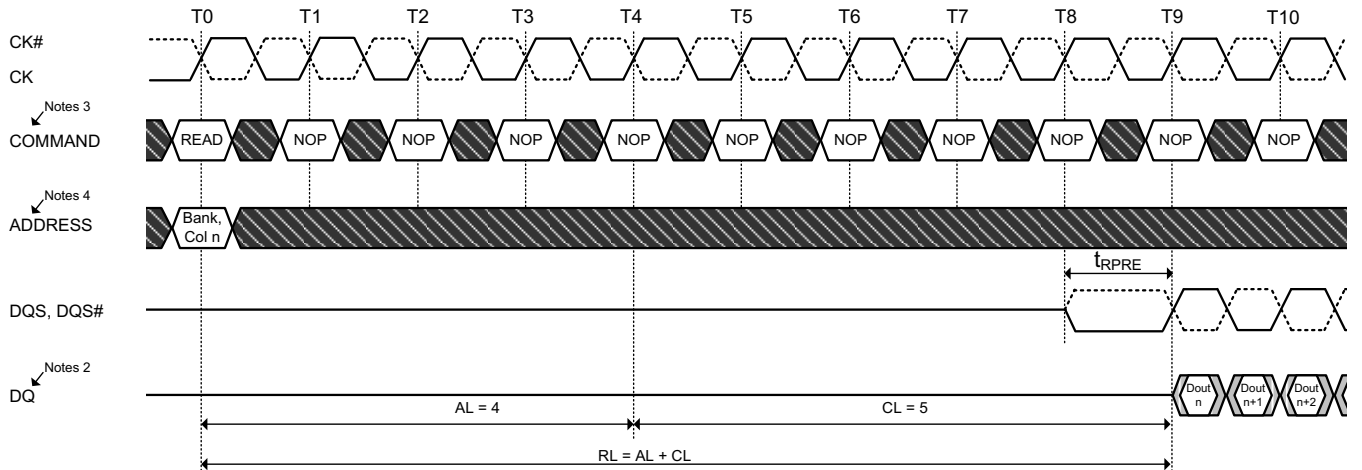 T0 T1 T2 T3 T4 T5 T6 T7 T8 T9 T10
CK#
CK
Notes 3
COMMAND READ NOP NOP NOP NOP NOP NOP NOP NOP NOP NOP
Notes 4
ADDRESS
Bank,
Col n
tRPRE
DQS, DQS#
Notes 2
DQ
Dout Dout Dout
n n+1 n+2
AL = 4 CL = 5
RL = AL + CL